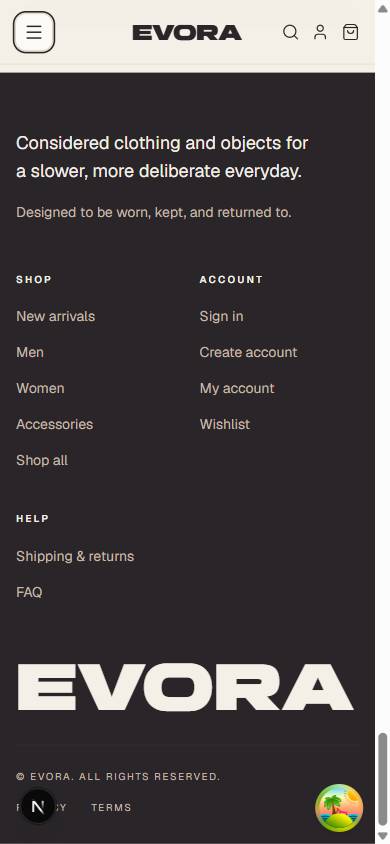 EVORA
Considered clothing and objects for
a slower, more deliberate everyday.
Designed to be worn, kept, and returned to.
SHOP
New arrivals
Men
Women
Accessories
Shop all
ACCOUNT
Sign in
Create account
My account
Wishlist
HELP
Shipping & returns
FAQ
EVORA
© EVORA. ALL RIGHTS RESERVED.
N
TERMS